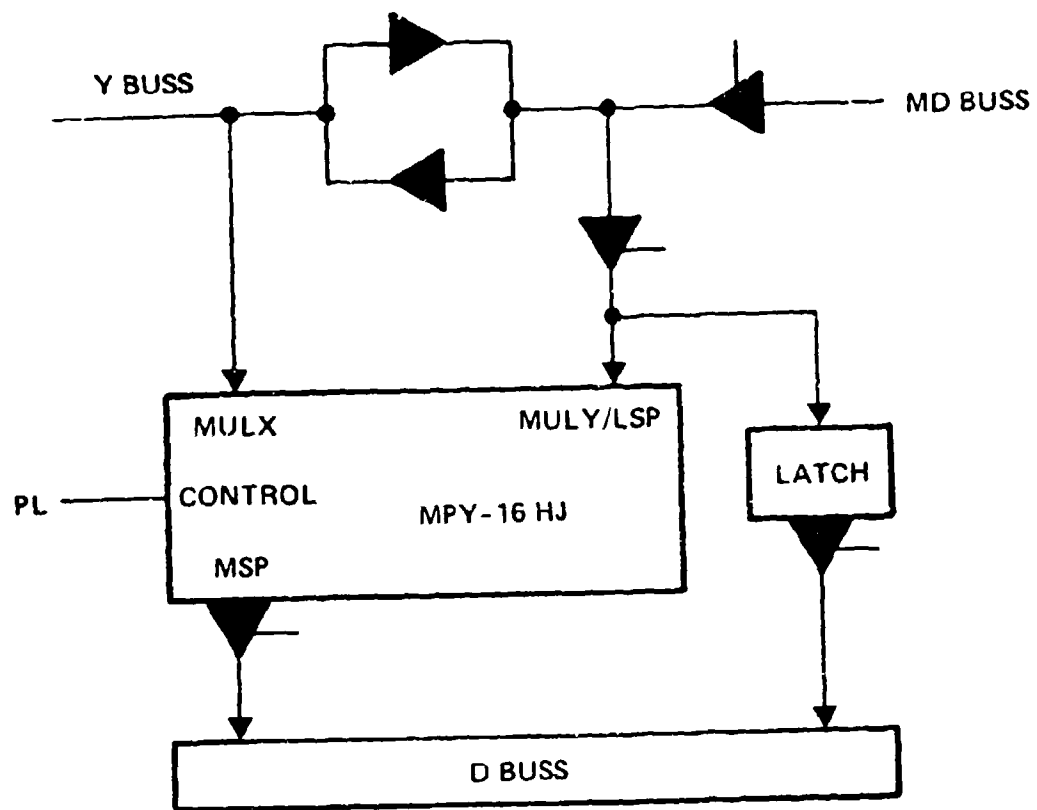 Y BUSS
MD BUSS
MULX
MULY/LSP
LATCH
PL
CONTROL
MPY-16 HJ
MSP
D BUSS